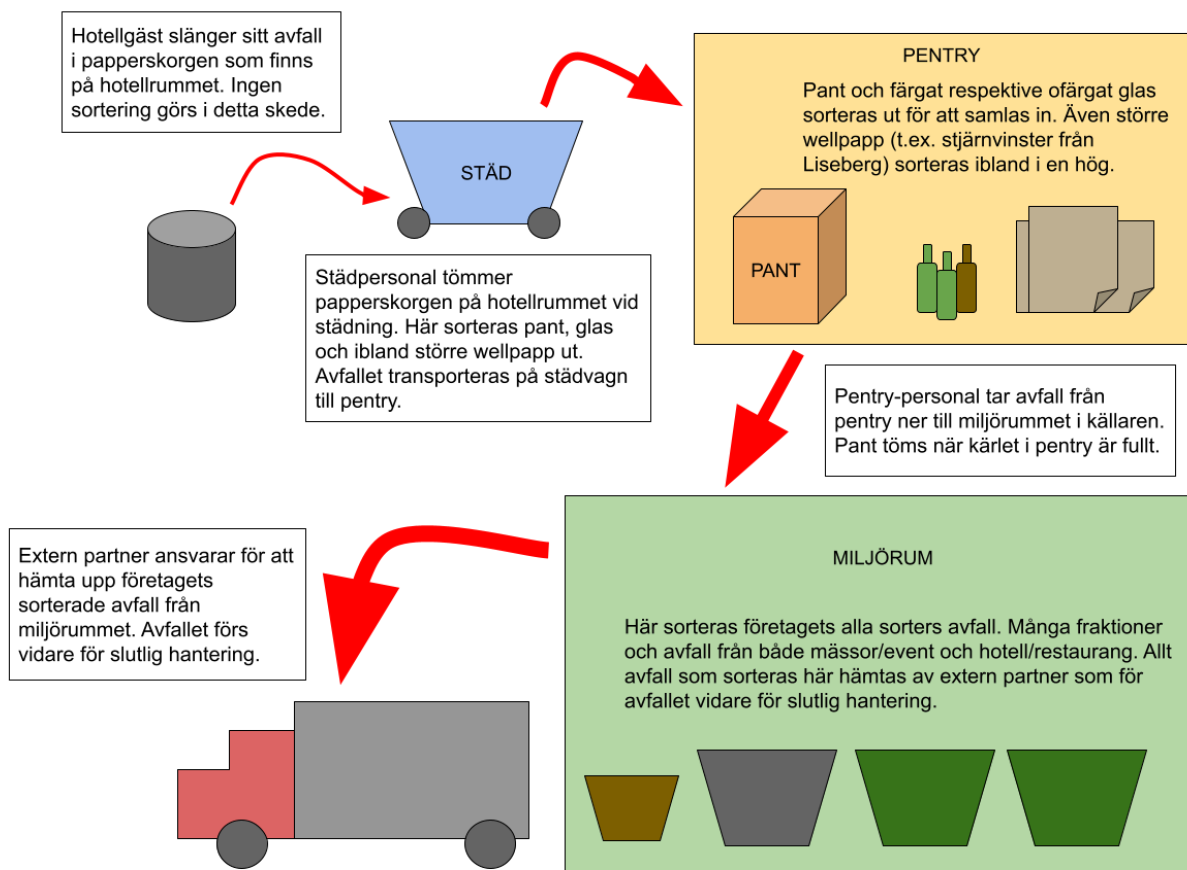 Hotellgäst slänger sitt avfall
i papperskorgen som finns
på hotellrummet. Ingen
sortering görs i detta skede.
STÄD
Städpersonal tömmer
papperskorgen på hotellrummet vid
städning. Här sorteras pant, glas
och ibland större wellpapp ut.
Avfallet transporteras på städvagn
till pentry.
PENTRY
Pant och färgat respektive ofärgat glas
sorteras ut för att samlas in. Även större
wellpapp (t.ex. stjärnvinster från
Liseberg) sorteras ibland i en hög.
PANT
Pentry-personal tar avfall från
pentry ner till miljörummet i källaren.
Pant töms när kärlet i pentry är fullt.
MILJÖRUM
Här sorteras företagets alla sorters avfall. Många fraktioner
och avfall från både mässor/event och hotell/restaurang. Allt
avfall som sorteras här hämtas av extern partner som för
avfallet vidare för slutlig hantering.
Extern partner ansvarar för att
hämta upp företagets
sorterade avfall från
miljörummet. Avfallet förs
vidare för slutlig hantering.